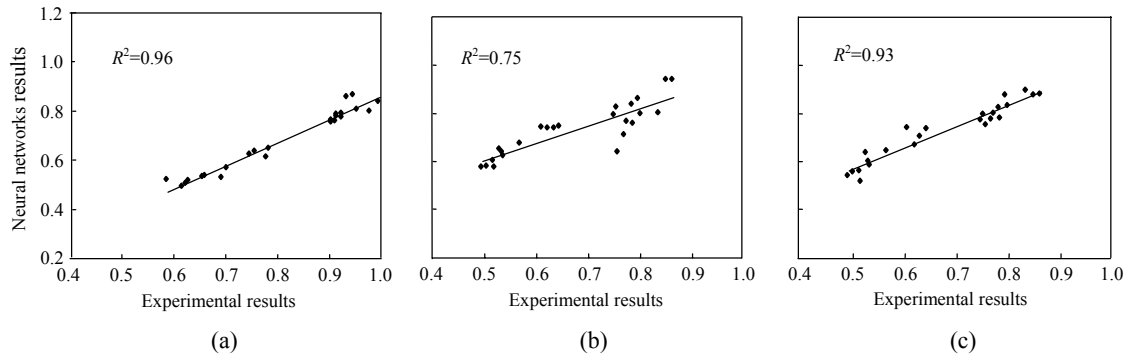 1.2
1.0
0.8
0.6
0.4
0.2
Neural networks results
R²=0.96
0.4 0.5 0.6 0.7 0.8 0.9 1.0
Experimental results
(a)
R²=0.75
0.4 0.5 0.6 0.7 0.8 0.9 1.0
Experimental results
(b)
R²=0.93
0.4 0.5 0.6 0.7 0.8 0.9 1.0
Experimental results
(c)